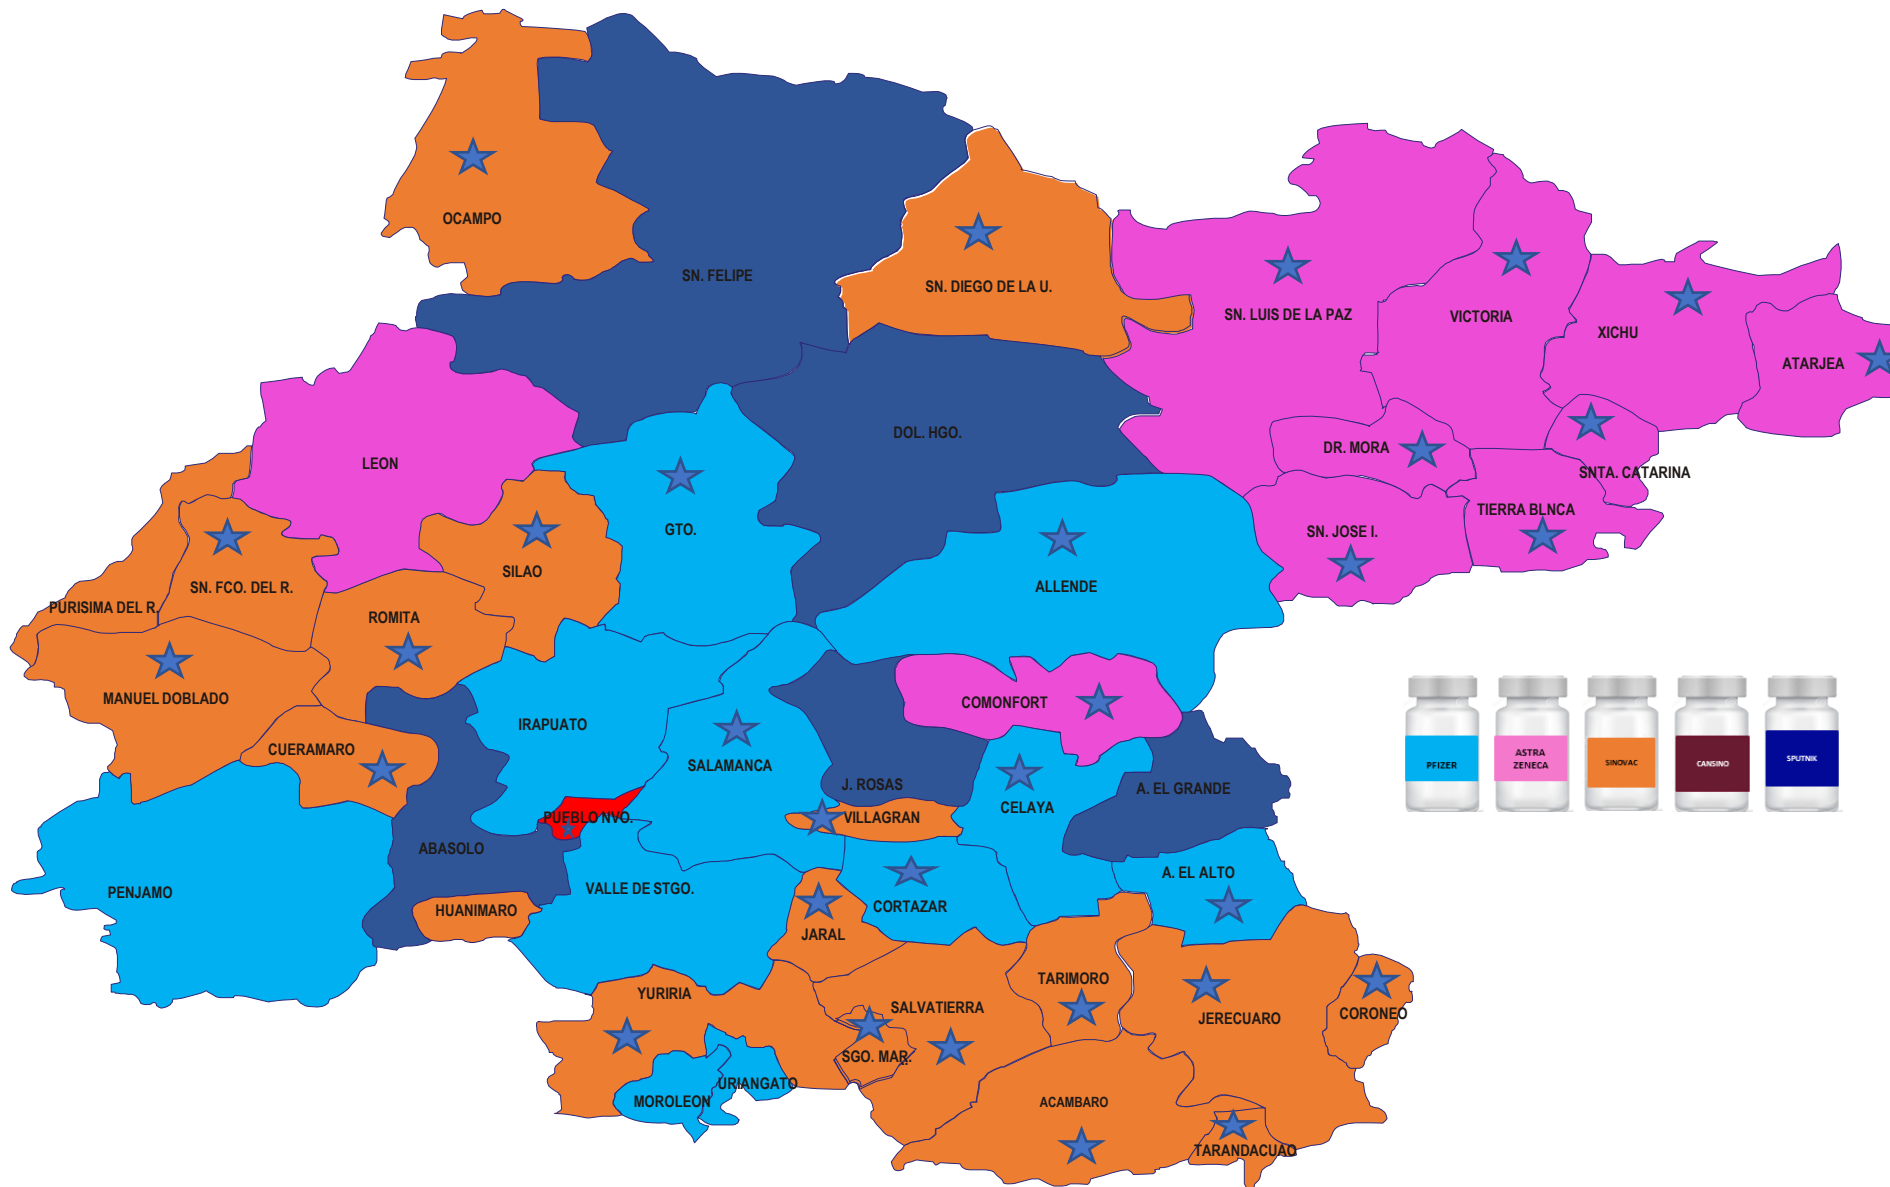 OCAMPO
SN. FELIPE
SN. DIEGO DE LA U.
SN. LUIS DE LA PAZ
VICTORIA
XICHU
ATARJEA
DOL. HGO.
LEON
DR. MORA
SNTA. CATARINA
GTO.
TIERRA BLNCA
SN. JOSE I.
SILAO
SN. FCO. DEL R.
ALLENDE
PURISIMA DEL R.
ROMITA
MANUEL DOBLADO
COMONFORT
IRAPUATO
CUERAMARO
SALAMANCA
J. ROSAS
A. EL GRANDE
CELAYA
PUEBLO NVO.
VILLAGRAN
ABASOLO
A. EL ALTO
PENJAMO
VALLE DE STGO.
CORTAZAR
HUANIMARO
JARAL
TARIMORO
YURIRIA
SALVATIERRA
JERECUARO
CORONEO
SGO. MAR.
URIANGATO
MOROLEON
ACAMBARO
TARANDACUAO
PFIZER
ASTRA
ZENECA
SINOVAC
CANSINO
SPUTNIK